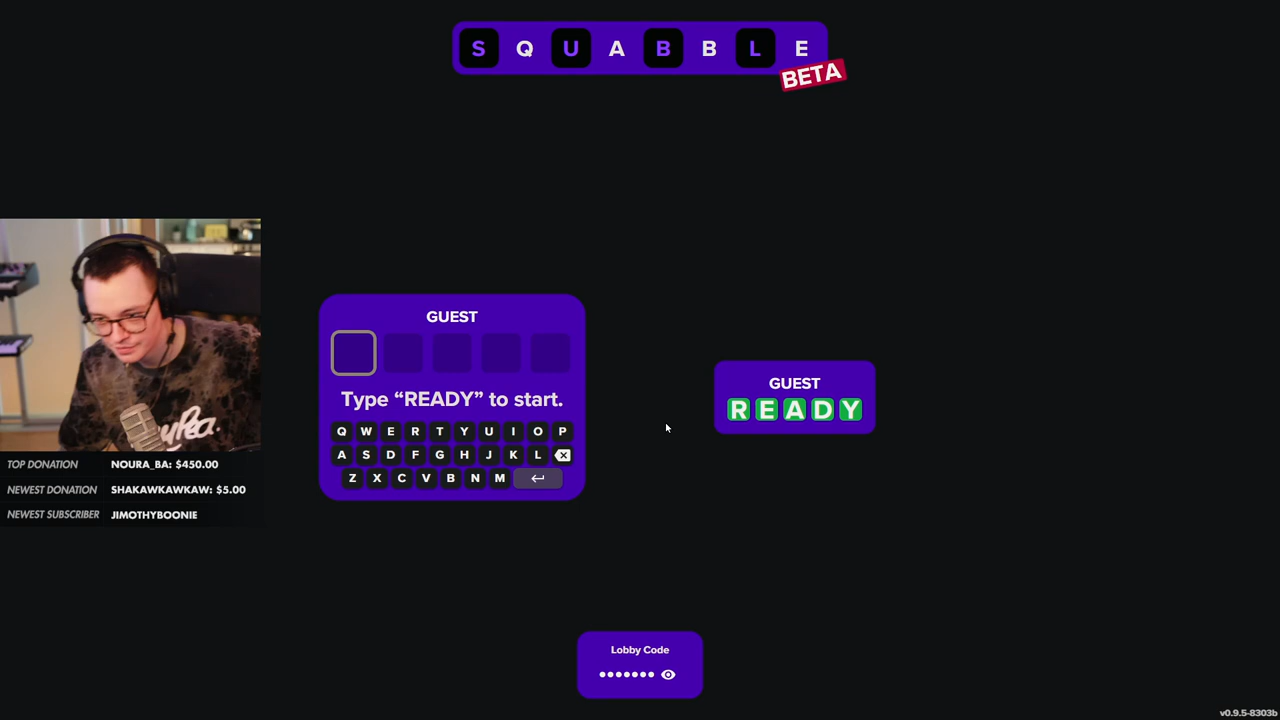 SQUABBLE
BETA
GUEST
Type “READY” to start.
Q W E R T Y U I O P
A S D F G H J K L
Z X C V B N M
GUEST
READY
TOP DONATION NOURA_BA: $450.00
NEWEST DONATION SHAKAWKAWKAW: $5.00
NEWEST SUBSCRIBER JIMOTHYBOONIE
Lobby Code
•••••••
v0.9.5-8303b